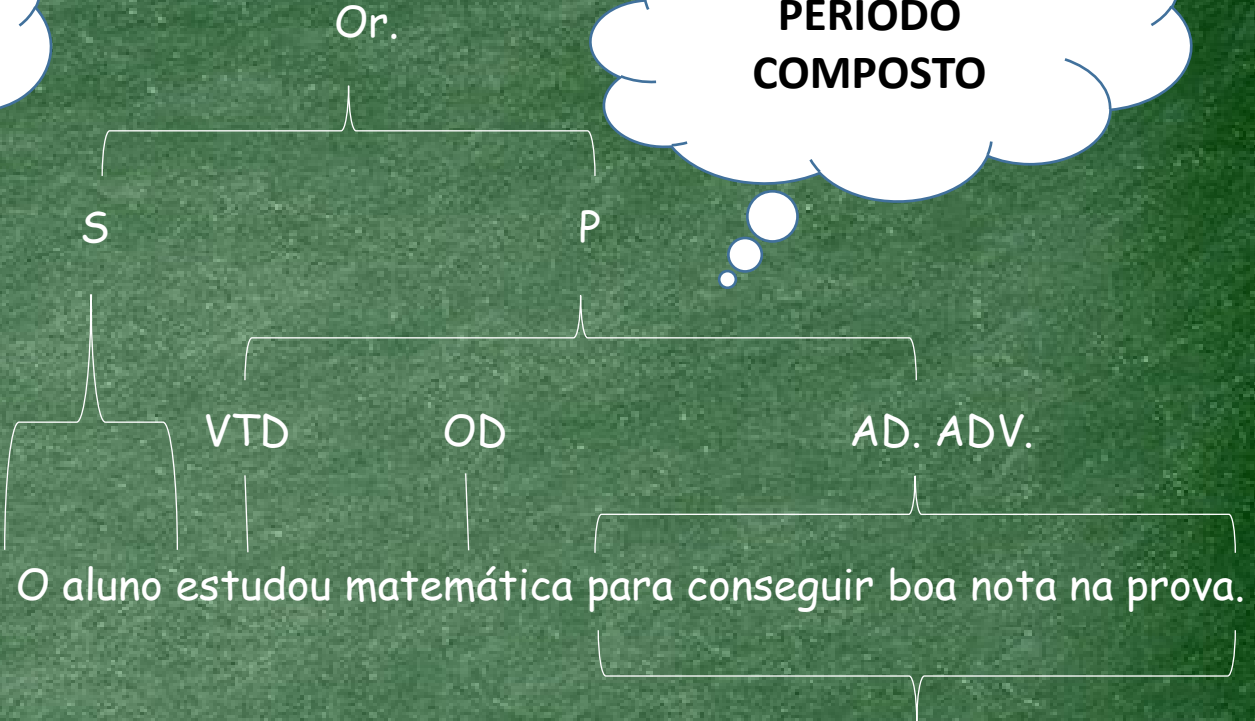 Or.
PERÍODO
COMPOSTO
S
P
VTD
OD
AD. ADV.
O aluno estudou matemática para conseguir boa nota na prova.